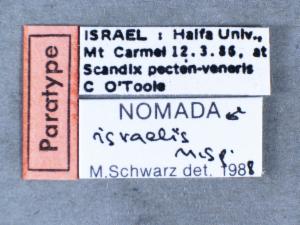 Paratype
ISRAEL : Haifa Univ.,
Mt Carmel 12.3.86, at
Scandix pecten-veneris
C O'Toole
NOMADA ♂
israelis
n.sp.
M.Schwarz det. 1988